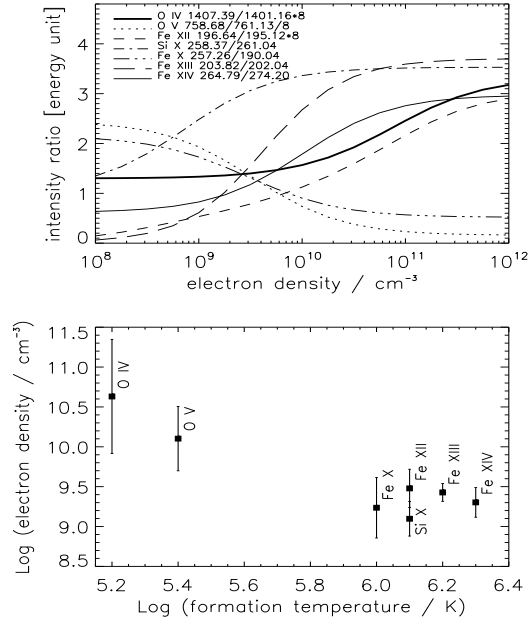 O IV 1407.39/1401.16*8
O V 758.68/761.13/8
Fe XII 196.64/195.12*8
Si X 258.37/261.04
Fe X 257.26/190.04
Fe XIII 203.82/202.04
Fe XIV 264.79/274.20
intensity ratio [energy unit]
4
3
2
1
0
10^8 10^9 10^10 10^11 10^12
electron density / cm^-3
Log (electron density / cm^-3)
11.5
11.0
10.5
10.0
9.5
9.0
8.5
O IV
O V
Fe X
Fe XII
Si X
Fe XIII
Fe XIV
5.2 5.4 5.6 5.8 6.0 6.2 6.4
Log (formation temperature / K)